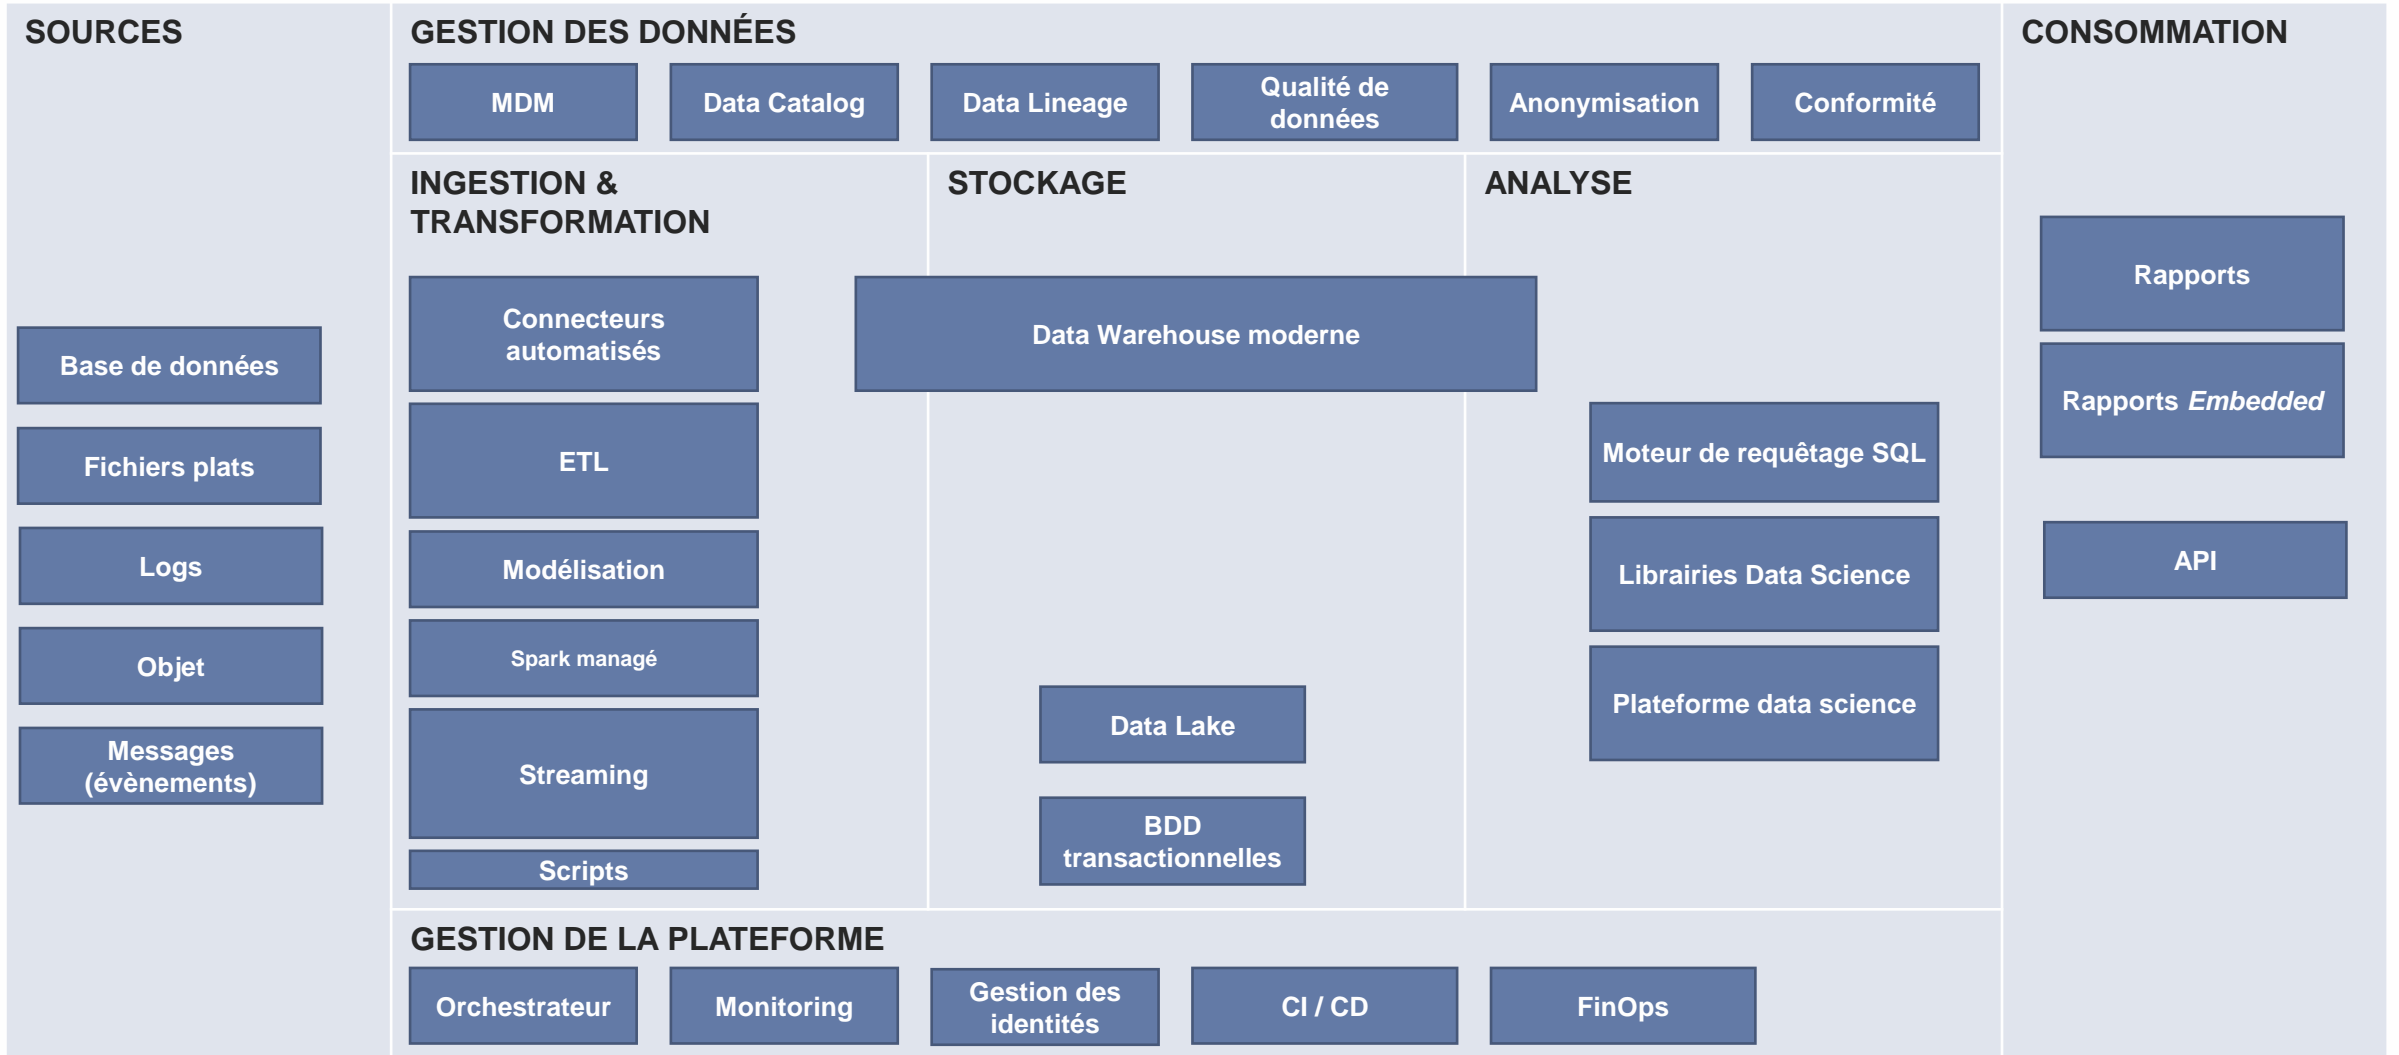 SOURCES
Base de données
Fichiers plats
Logs
Objet
Messages
(évènements)
GESTION DES DONNÉES
MDM
Data Catalog
Data Lineage
Qualité de
données
Anonymisation
Conformité
INGESTION &
TRANSFORMATION
Connecteurs
automatisés
ETL
Modélisation
Spark managé
Streaming
Scripts
STOCKAGE
Data Warehouse moderne
Data Lake
BDD
transactionnelles
ANALYSE
Moteur de requêtage SQL
Librairies Data Science
Plateforme data science
GESTION DE LA PLATEFORME
Orchestrateur
Monitoring
Gestion des
identités
CI / CD
FinOps
CONSOMMATION
Rapports
Rapports Embedded
API